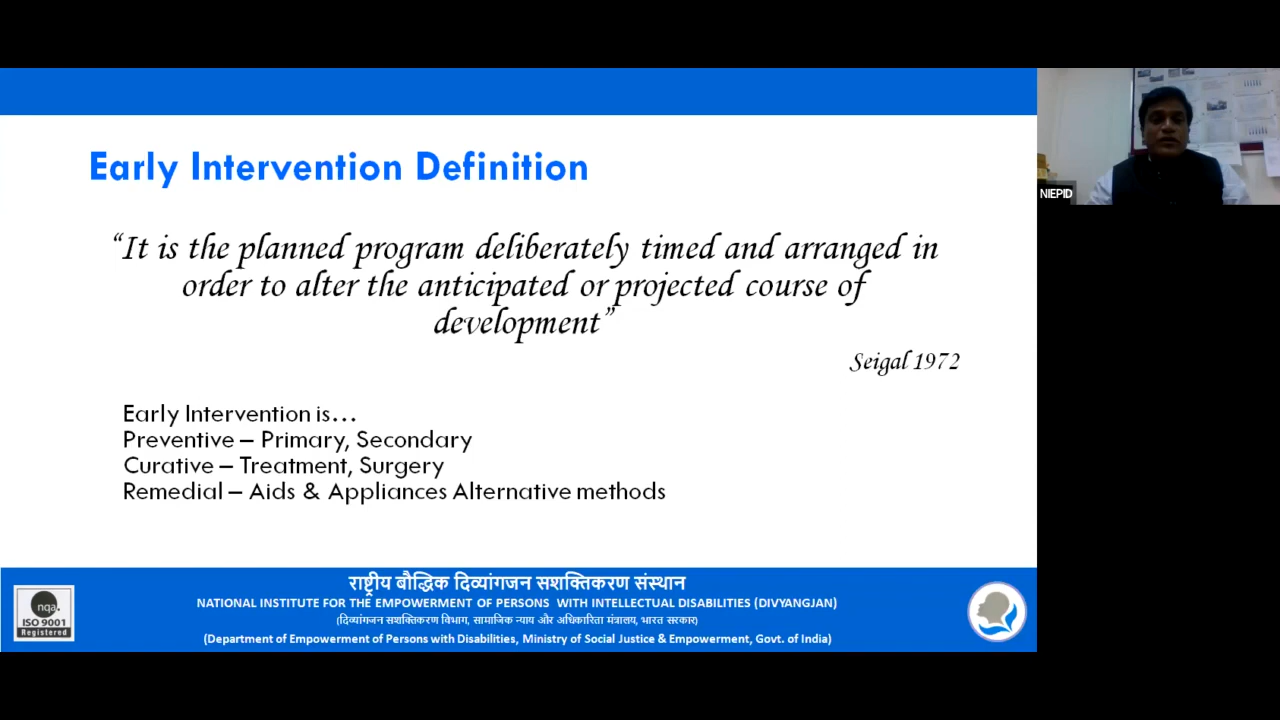 Early Intervention Definition
“It is the planned program deliberately timed and arranged in
order to alter the anticipated or projected course of
development”
Seigal 1972
Early Intervention is...
Preventive – Primary, Secondary
Curative – Treatment, Surgery
Remedial – Aids & Appliances Alternative methods
NIEPID
राष्ट्रीय बौद्धिक दिव्यांगजन सशक्तिकरण संस्थान
NATIONAL INSTITUTE FOR THE EMPOWERMENT OF PERSONS WITH INTELLECTUAL DISABILITIES (DIVYANGJAN)
(दिव्यांगजन सशक्तिकरण विभाग, सामाजिक न्याय और अधिकारिता मंत्रालय, भारत सरकार)
(Department of Empowerment of Persons with Disabilities, Ministry of Social Justice & Empowerment, Govt. of India)
nqa.
ISO 9001
Registered